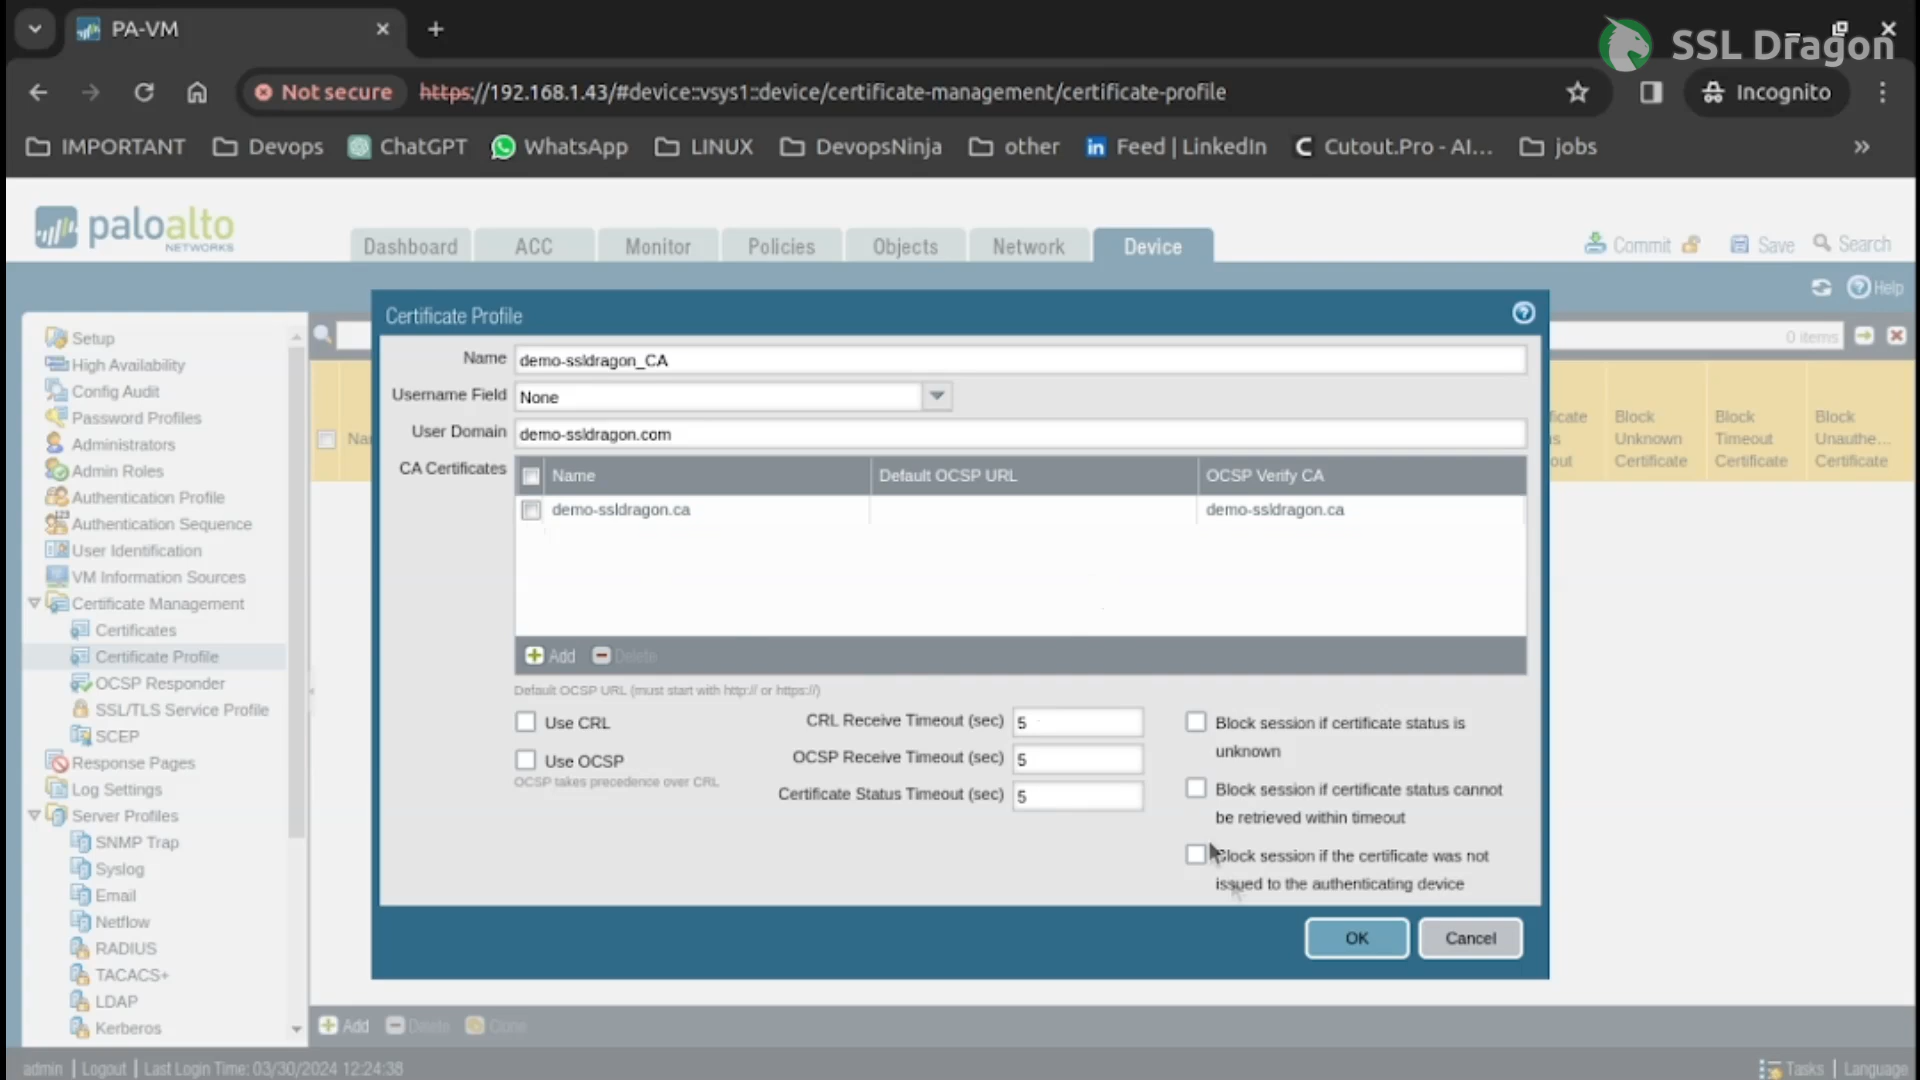 PA-VM
SSL Dragon
Not secure https://192.168.1.43/#device::vsys1::device/certificate-management/certificate-profile Incognito
IMPORTANT Devops ChatGPT WhatsApp LINUX DevopsNinja other Feed | LinkedIn Cutout.Pro - AI... jobs »
paloalto
NETWORKS
Dashboard ACC Monitor Policies Objects Network Device Commit Save Search
Help
Certificate Profile
0 items
Setup
High Availability
Config Audit
Password Profiles
Administrators
Admin Roles
Authentication Profile
Authentication Sequence
User Identification
VM Information Sources
Certificate Management
Certificates
Certificate Profile
OCSP Responder
SSL/TLS Service Profile
SCEP
Response Pages
Log Settings
Server Profiles
SNMP Trap
Syslog
Email
Netflow
RADIUS
TACACS+
LDAP
Kerberos
Name demo-ssldragon_CA
Username Field None
User Domain demo-ssldragon.com
CA Certificates Name Default OCSP URL OCSP Verify CA
demo-ssldragon.ca demo-ssldragon.ca
Add Delete
Default OCSP URL (must start with http:// or https://)
Use CRL
Use OCSP
OCSP takes precedence over CRL
CRL Receive Timeout (sec) 5
OCSP Receive Timeout (sec) 5
Certificate Status Timeout (sec) 5
Block session if certificate status is
unknown
Block session if certificate status cannot
be retrieved within timeout
Block session if the certificate was not
issued to the authenticating device
OK Cancel
Block
Unknown
Certificate
Block
Timeout
Certificate
Block
Unauthe...
Certificate
Add Delete Clone
admin | Logout | Last Login Time: 03/30/2024 12:24:38
Tasks | Language